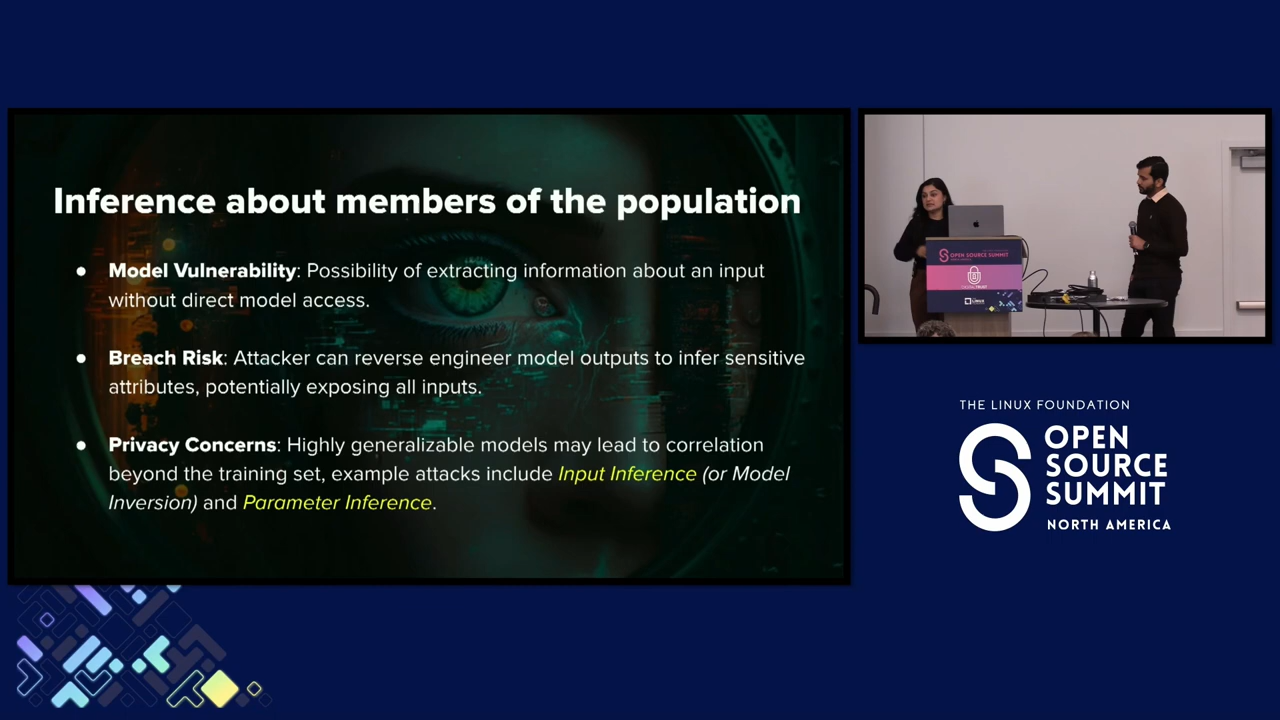 Inference about members of the population
● Model Vulnerability: Possibility of extracting information about an input
without direct model access.
● Breach Risk: Attacker can reverse engineer model outputs to infer sensitive
attributes, potentially exposing all inputs.
● Privacy Concerns: Highly generalizable models may lead to correlation
beyond the training set, example attacks include Input Inference (or Model
Inversion) and Parameter Inference.
OPEN SOURCE SUMMIT
THE LINUX FOUNDATION
OPEN
SOURCE
SUMMIT
NORTH AMERICA